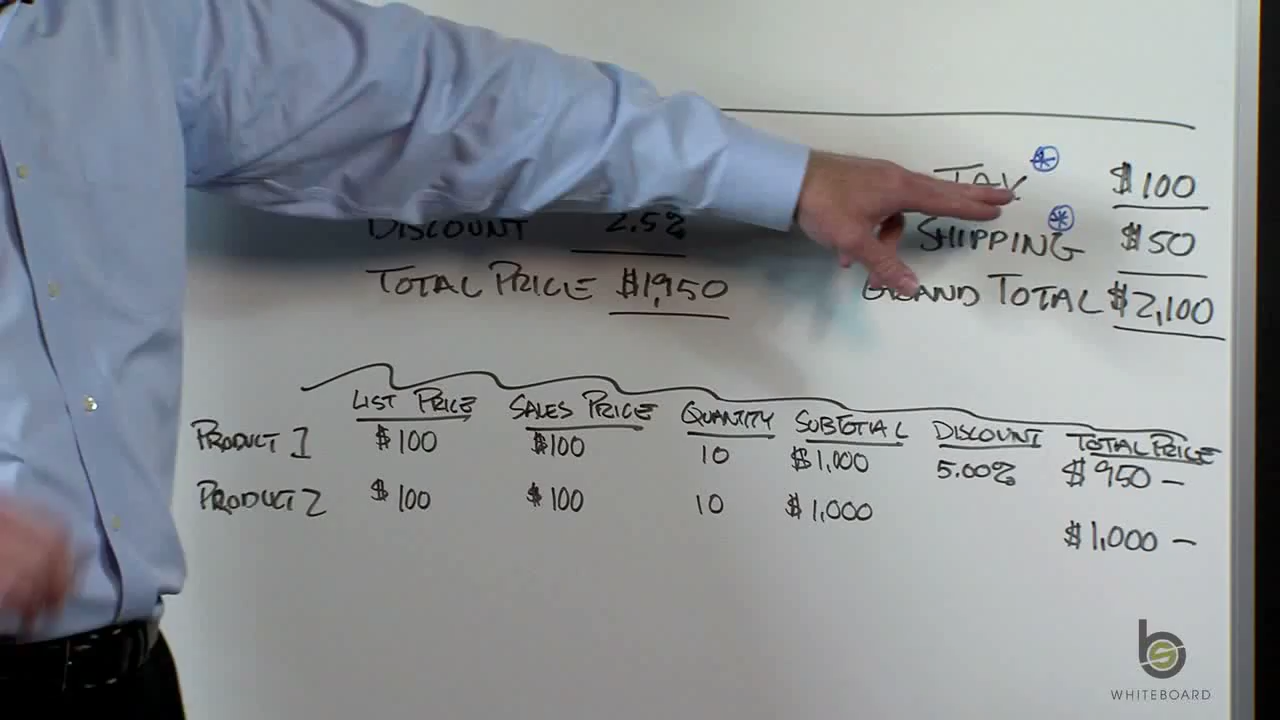 TAX * $100
DISCOUNT 2.5% SHIPPING * $50
TOTAL PRICE $1,950 GRAND TOTAL $2,100
LIST PRICE SALES PRICE QUANTITY SUBTOTAL DISCOUNT TOTAL PRICE
PRODUCT 1 $100 $100 10 $1,000 5.00% $950 -
PRODUCT 2 $100 $100 10 $1,000
$1,000 -
bs
WHITEBOARD